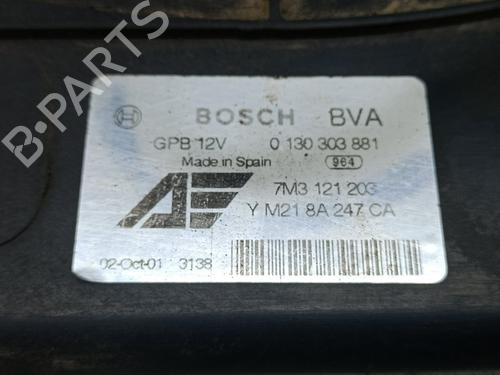 BOSCH BVA
GPB 12V 0 130 303 881
Made in Spain 964
AE
7M3 121 203
YM21 8A 247 CA
02-Oct-01 3138
B-PARTS